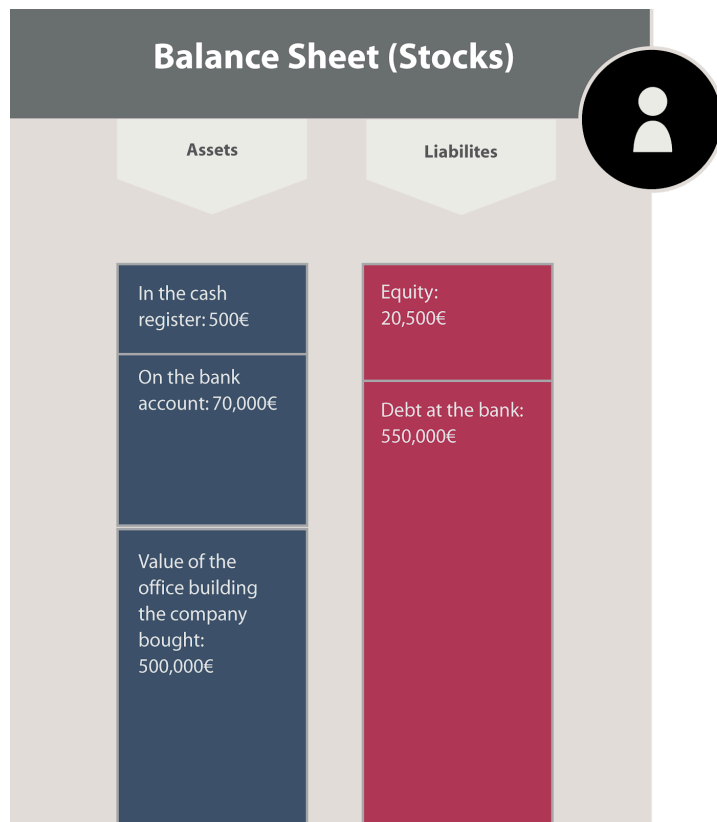 Balance Sheet (Stocks)
Assets
Liabilites
In the cash
register: 500€
On the bank
account: 70,000€
Value of the
office building
the company
bought:
500,000€
Equity:
20,500€
Debt at the bank:
550,000€